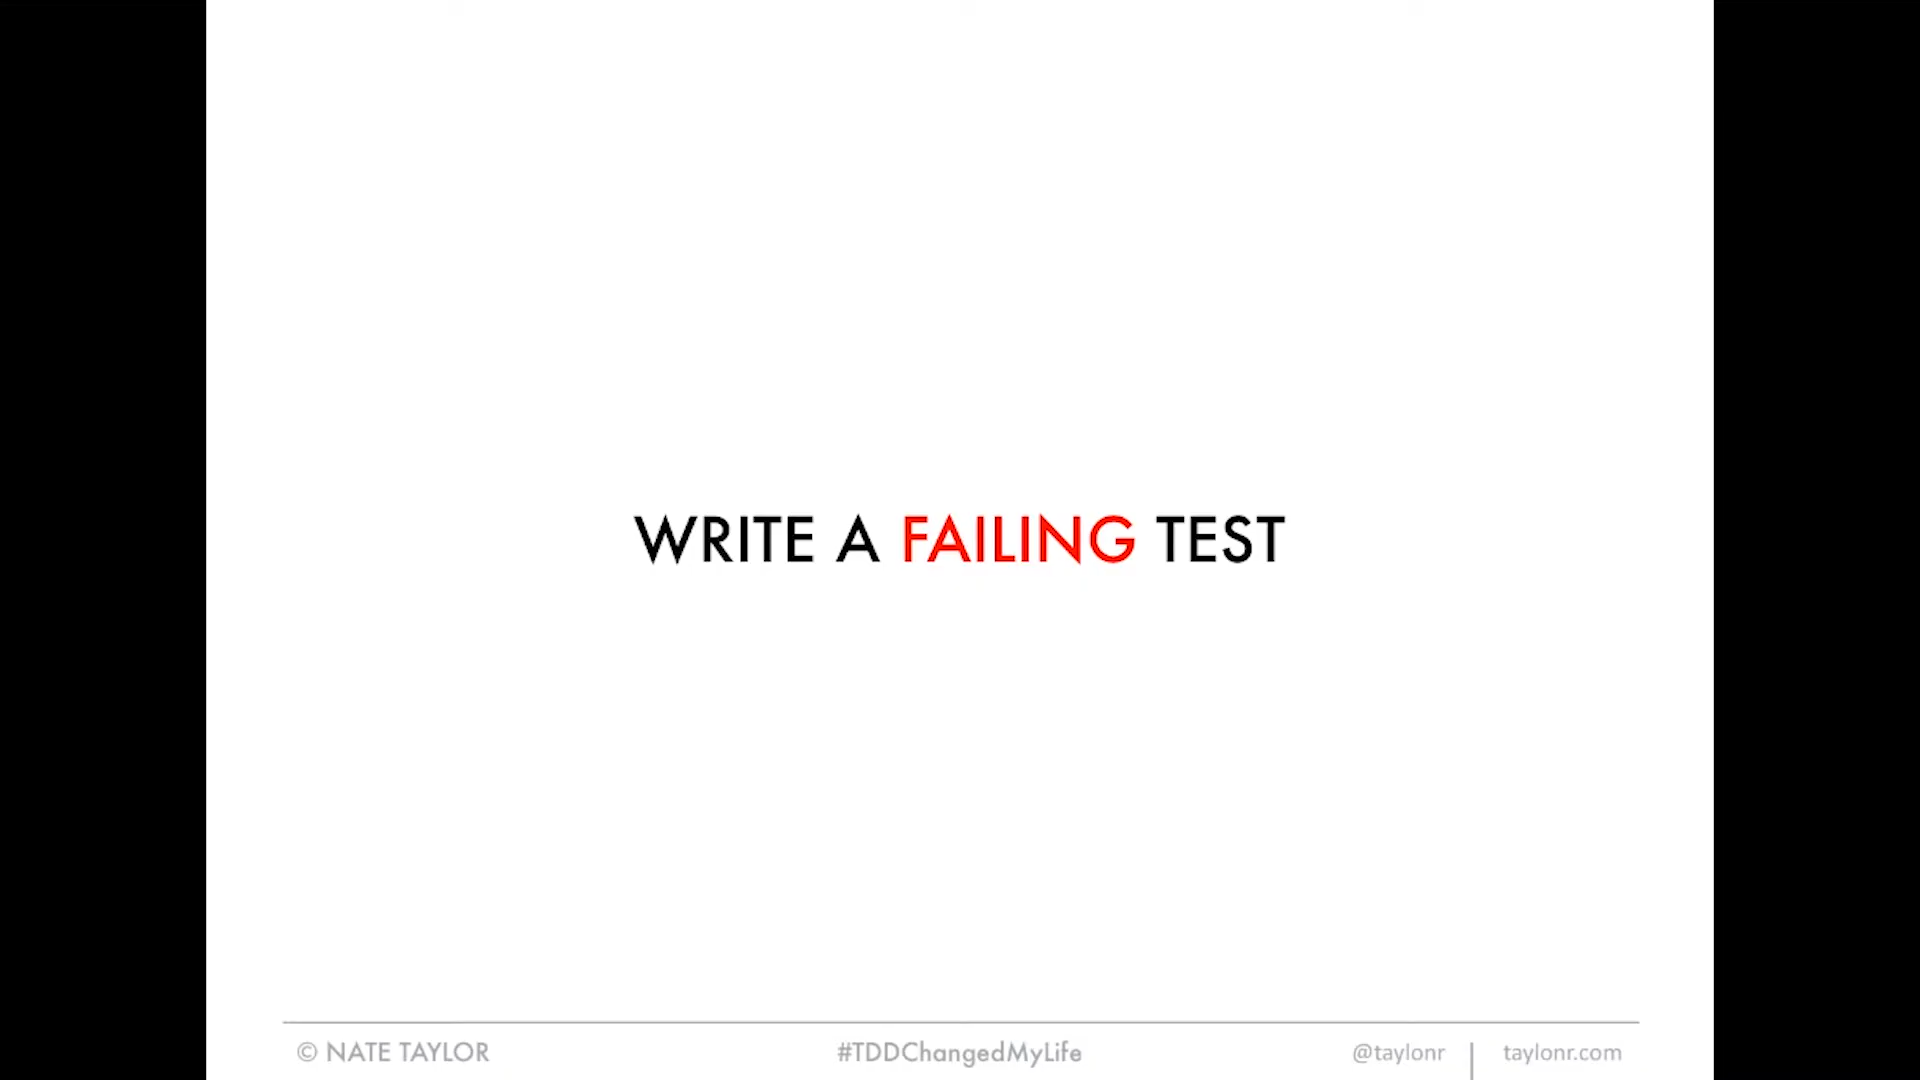 WRITE A FAILING TEST
© NATE TAYLOR
#TDDChangedMyLife
@taylonr
taylonr.com